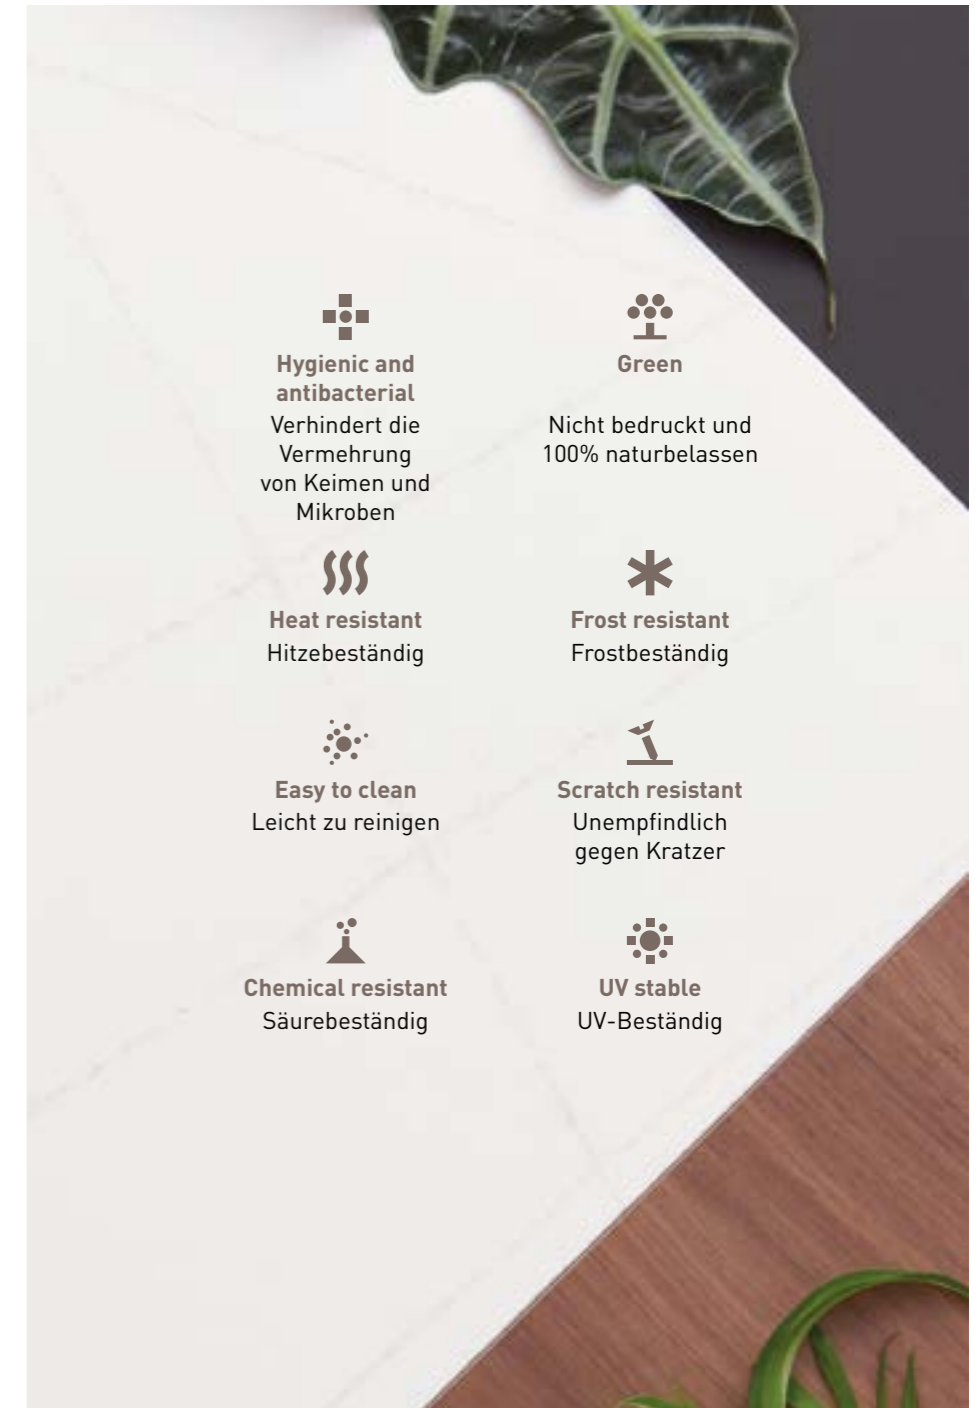 Hygienic and
antibacterial
Verhindert die
Vermehrung
von Keimen und
Mikroben
Green
Nicht bedruckt und
100% naturbelassen
Heat resistant
Hitzebeständig
Frost resistant
Frostbeständig
Easy to clean
Leicht zu reinigen
Scratch resistant
Unempfindlich
gegen Kratzer
Chemical resistant
Säurebeständig
UV stable
UV-Beständig